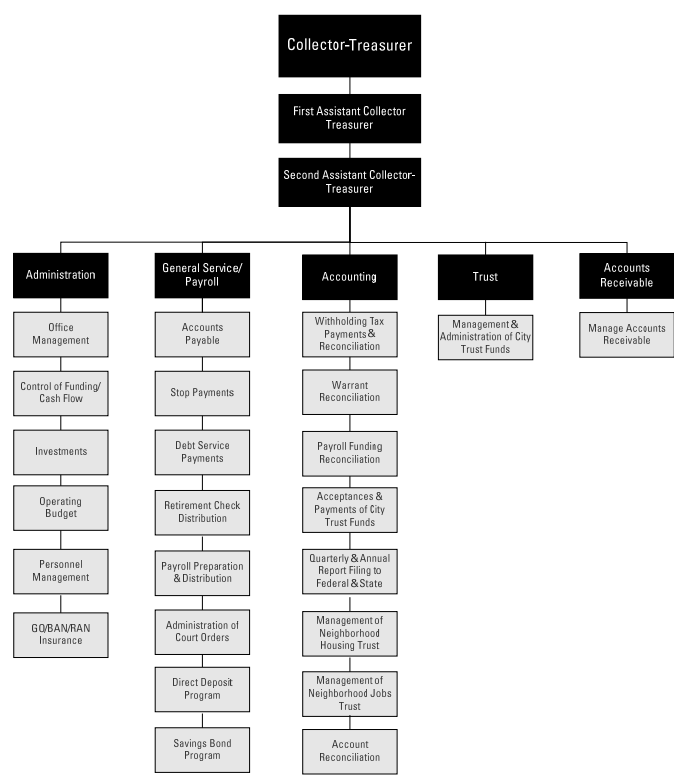 Collector-Treasurer
First Assistant Collector
Treasurer
Second Assistant Collector-
Treasurer
Administration
General Service/
Payroll
Accounting
Trust
Accounts
Receivable
Office
Management
Control of Funding/
Cash Flow
Investments
Operating
Budget
Personnel
Management
GO/BAN/RAN
Insurance
Accounts
Payable
Stop Payments
Debt Service
Payments
Retirement Check
Distribution
Payroll Preparation
& Distribution
Administration of
Court Orders
Direct Deposit
Program
Savings Bond
Program
Withholding Tax
Payments &
Reconciliation
Warrant
Reconciliation
Payroll Funding
Reconciliation
Acceptances &
Payments of City
Trust Funds
Quarterly & Annual
Report Filing to
Federal & State
Management of
Neighborhood
Housing Trust
Management of
Neighborhood Jobs
Trust
Account
Reconciliation
Management &
Administration of City
Trust Funds
Manage Accounts
Receivable